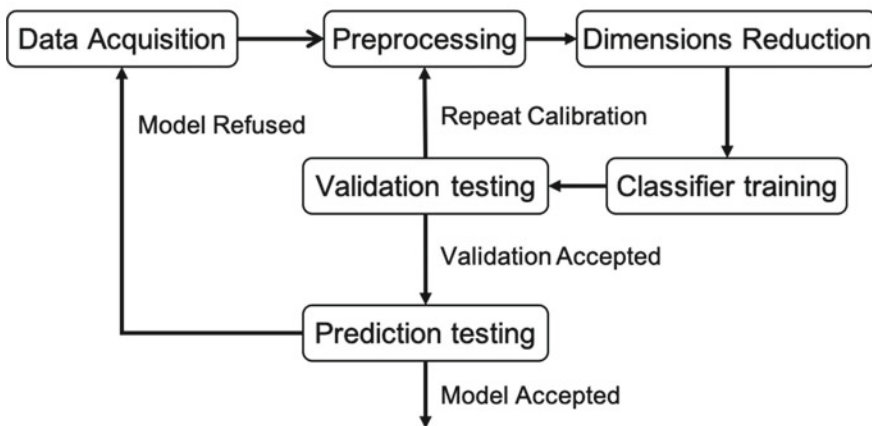 Data Acquisition
Preprocessing
Dimensions Reduction
Model Refused
Repeat Calibration
Validation testing
Classifier training
Validation Accepted
Prediction testing
Model Accepted